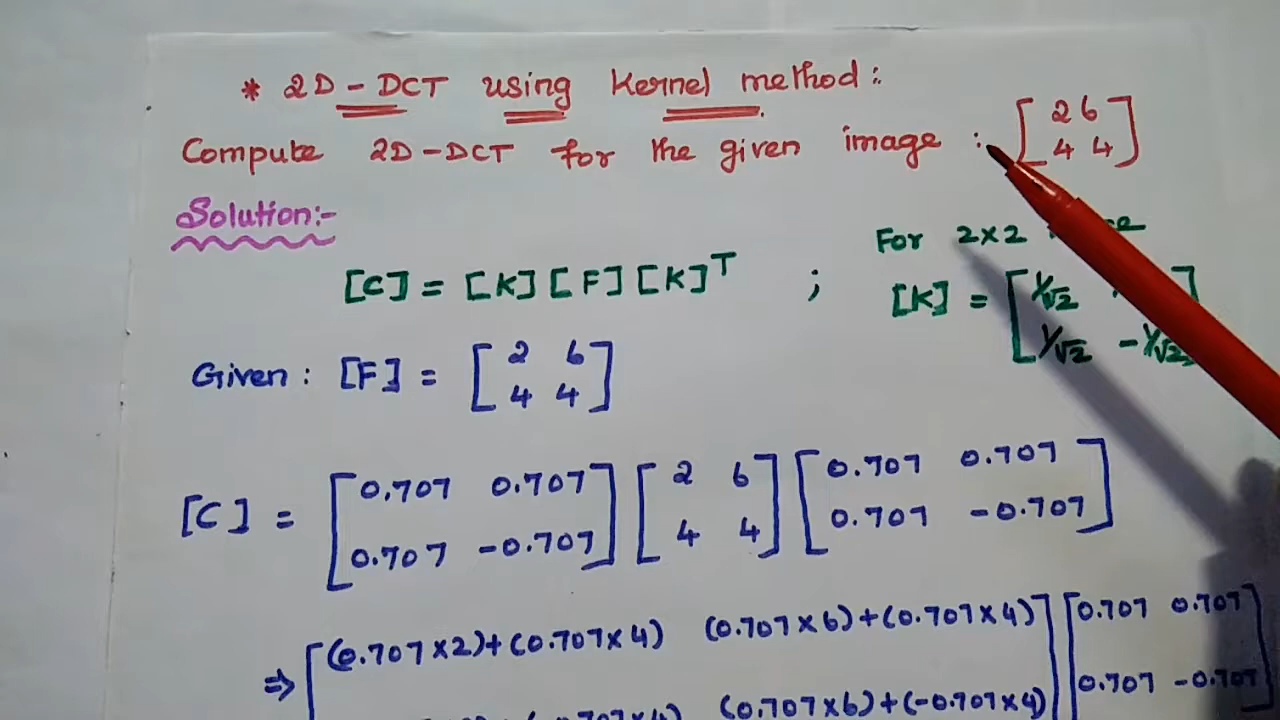 * 2D-DCT using Kernel method:
Compute 2D-DCT for the given image : [ 2 6
4 4 ]
Solution:-
[C] = [K] [F] [K]ᵀ ; For 2×2
[K] = [ 1/√2
1/√2 -1/√2 ]
Given: [F] = [ 2 6
4 4 ]
[C] = [ 0.707 0.707
0.707 -0.707 ] [ 2 6
4 4 ] [ 0.707 0.707
0.707 -0.707 ]
⇒ [ (0.707×2)+(0.707×4) (0.707×6)+(0.707×4)
(0.707×6)+(-0.707×4) ] [ 0.707 0.707
0.707 -0.707 ]